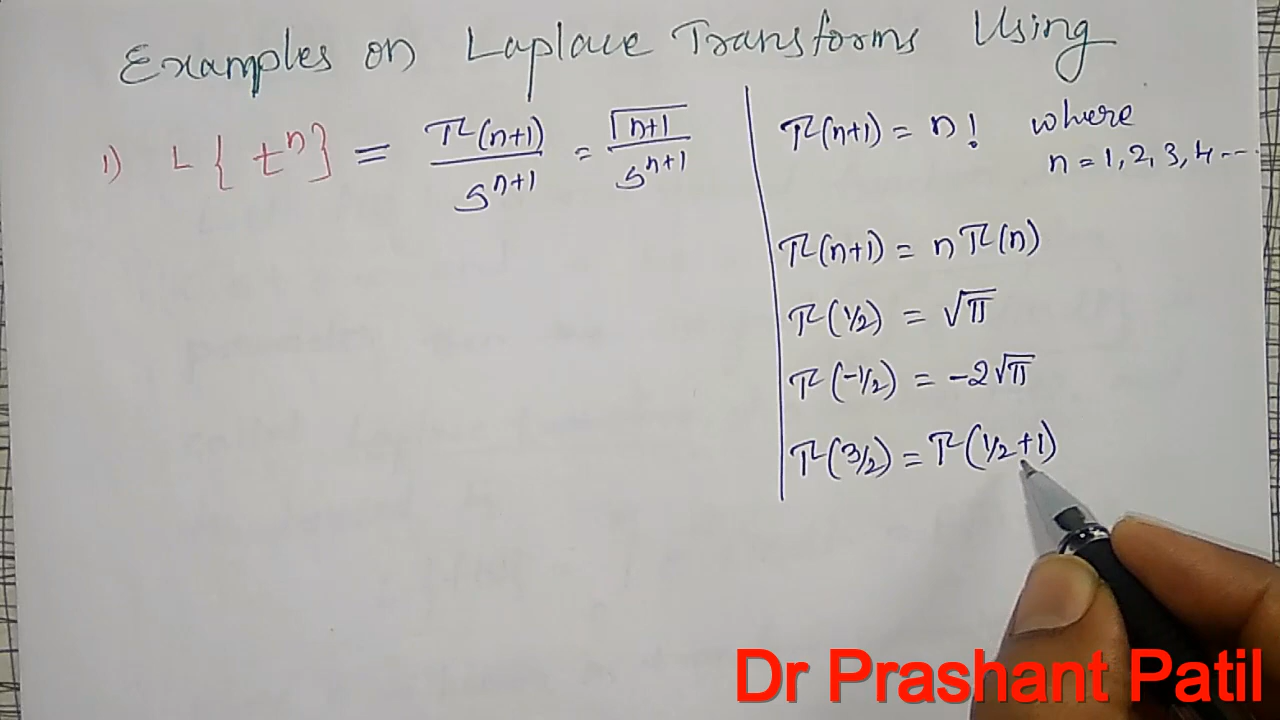 Examples on Laplace Transforms Using
1) L{t^n} = Γ(n+1)/s^(n+1) = ⌈n+1/s^(n+1)
Γ(n+1) = n! where
n = 1, 2, 3, 4 ----
Γ(n+1) = n Γ(n)
Γ(1/2) = √π
Γ(-1/2) = -2√π
Γ(3/2) = Γ(1/2+1)
Dr Prashant Patil